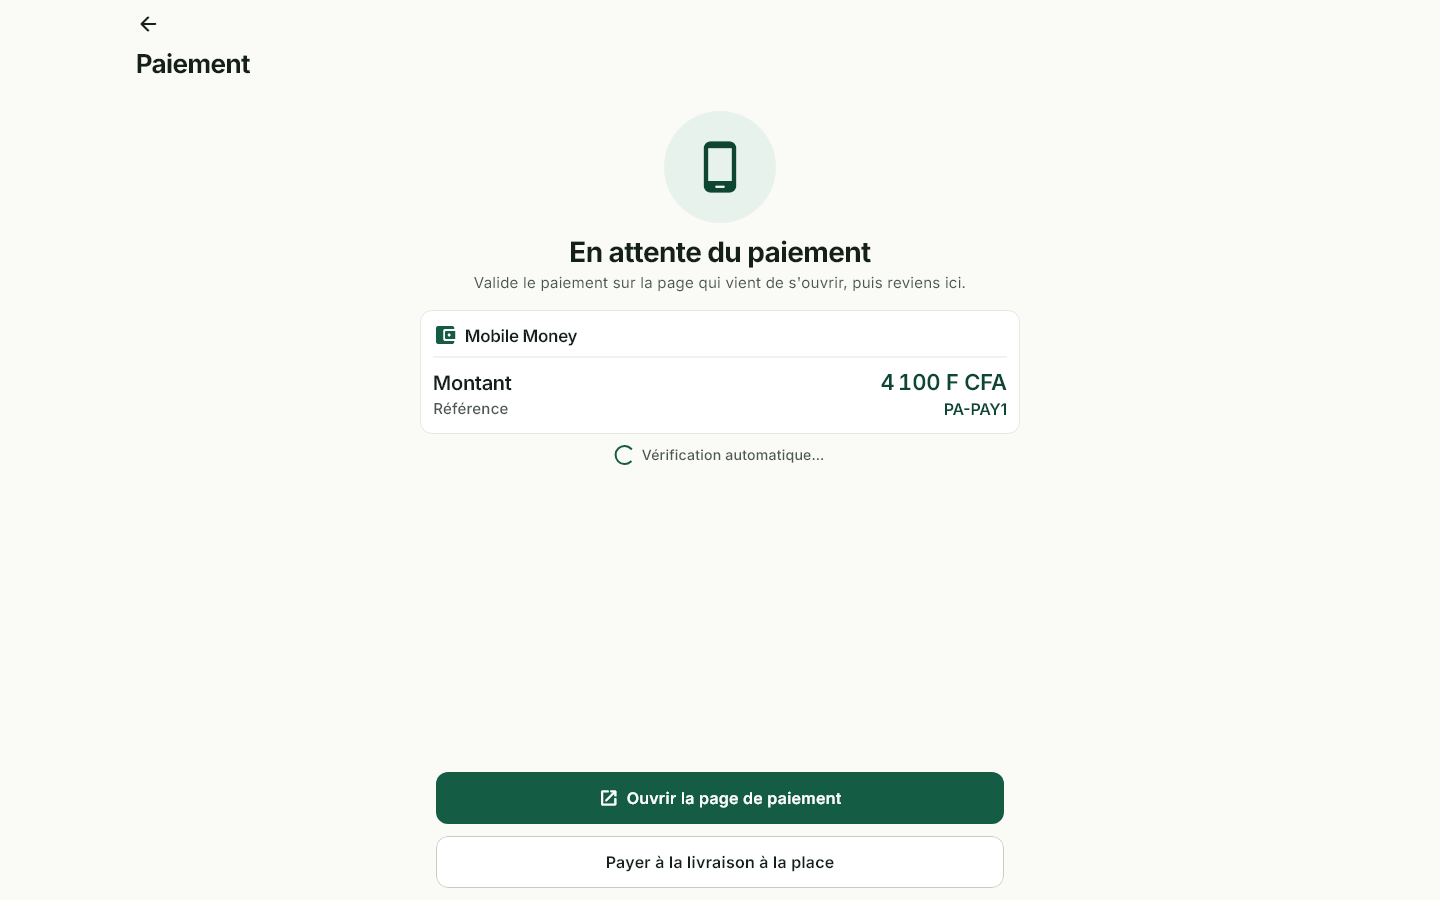 Paiement
En attente du paiement
Valide le paiement sur la page qui vient de s'ouvrir, puis reviens ici.
Mobile Money
Montant 4 100 F CFA
Référence PA-PAY1
Vérification automatique...
Ouvrir la page de paiement
Payer à la livraison à la place